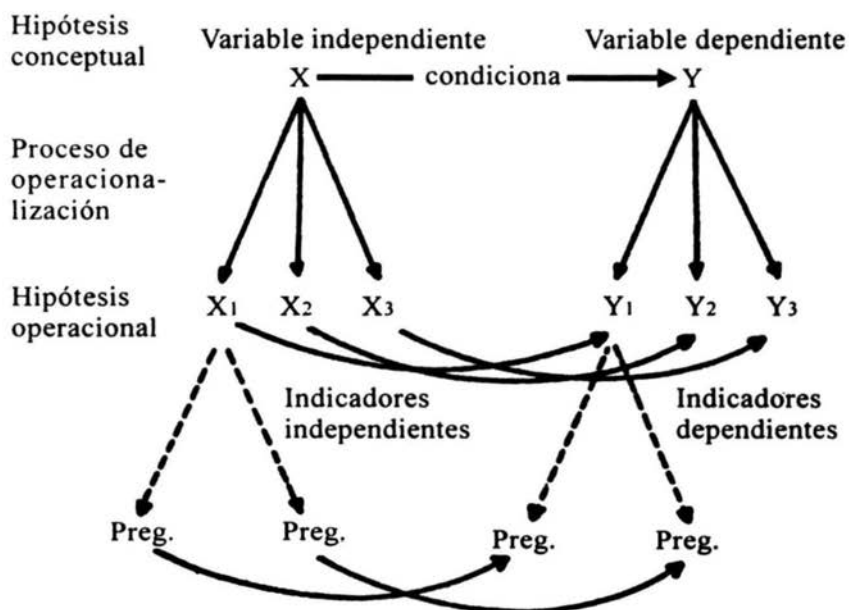 Hipótesis
conceptual
Variable independiente
Variable dependiente
X
condiciona
Y
Proceso de
operaciona-
lización
Hipótesis
operacional
X1
X2
X3
Y1
Y2
Y3
Indicadores
independientes
Indicadores
dependientes
Preg.
Preg.
Preg.
Preg.